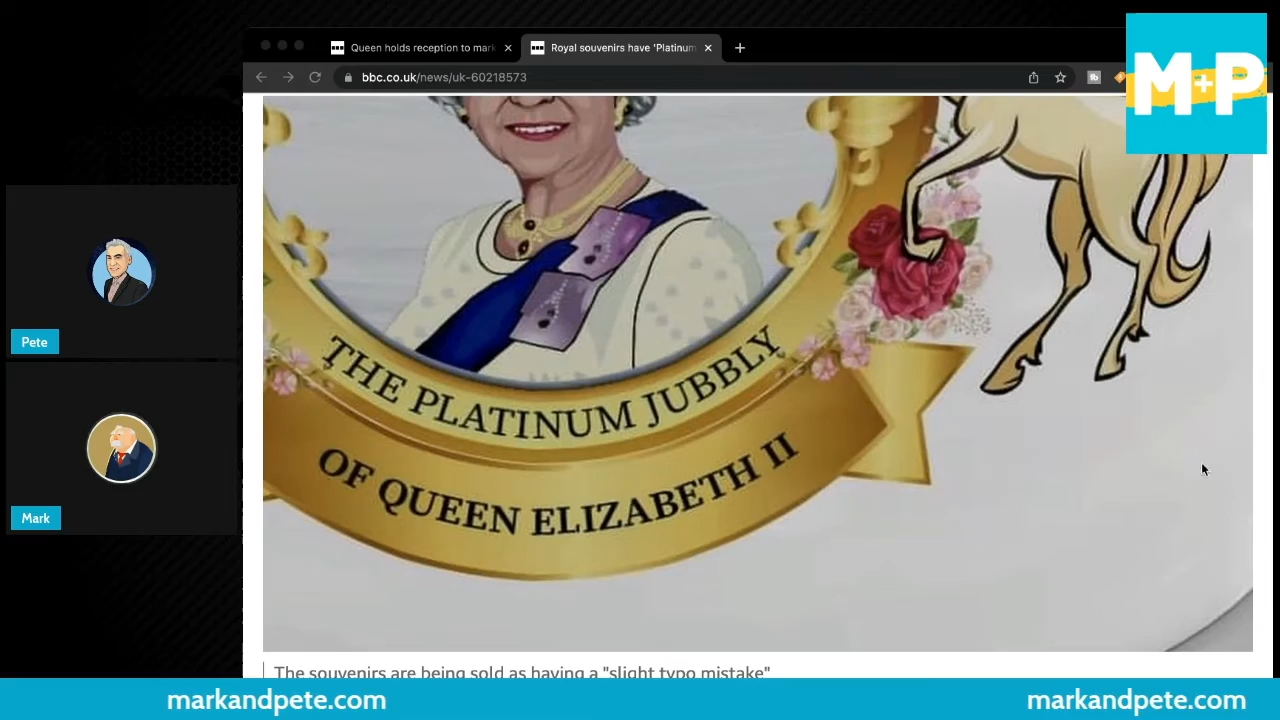 Queen holds reception to mark
Royal souvenirs have 'Platinum
bbc.co.uk/news/uk-60218573
M+P
Pete
Mark
THE PLATINUM JUBBLY
OF QUEEN ELIZABETH II
The souvenirs are being sold as having a "slight typo mistake"
markandpete.com
markandpete.com